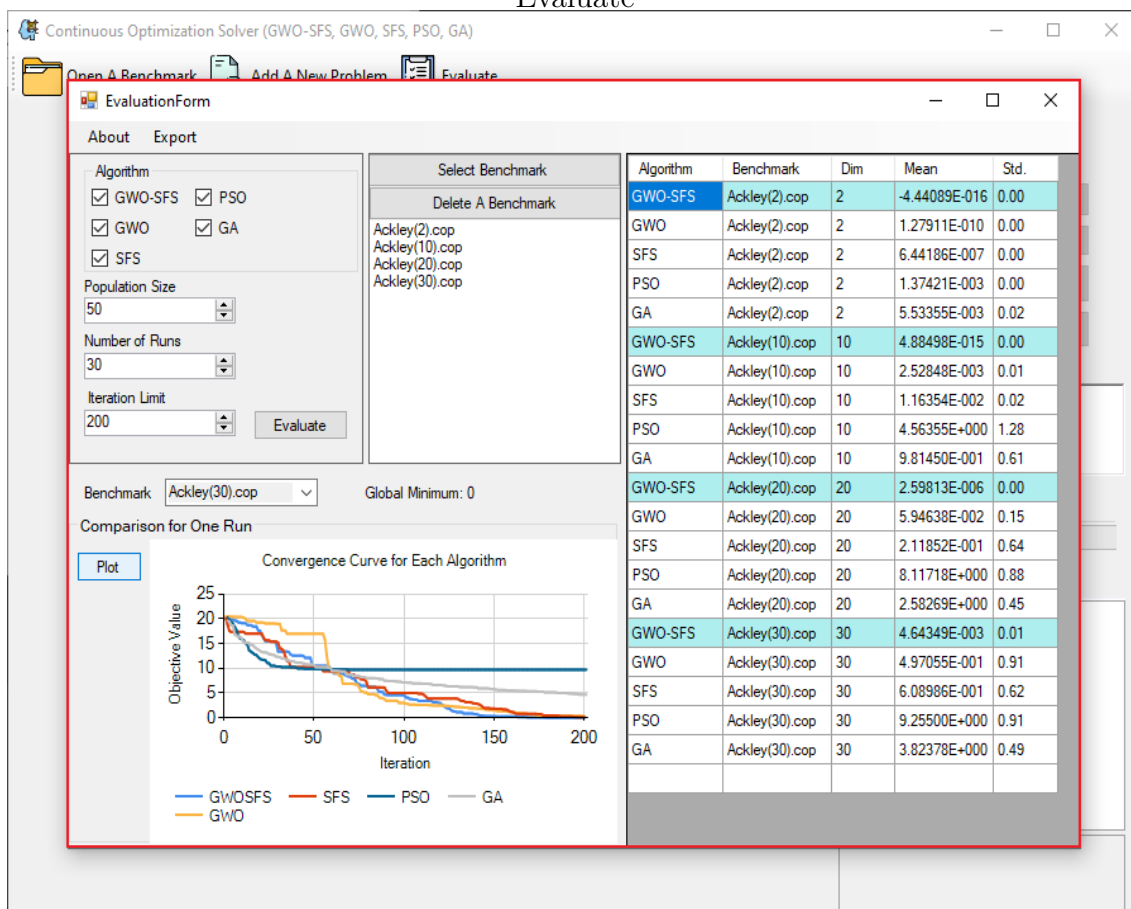 Evaluate
Continuous Optimization Solver (GWO-SFS, GWO, SFS, PSO, GA)
Open A Benchmark Add A New Problem Evaluate
EvaluationForm
About Export
Algorithm
GWO-SFS PSO
GWO GA
SFS
Population Size
50
Number of Runs
30
Iteration Limit
200
Evaluate
Select Benchmark
Delete A Benchmark
Ackley(2).cop
Ackley(10).cop
Ackley(20).cop
Ackley(30).cop
Benchmark Ackley(30).cop Global Minimum: 0
Comparison for One Run
Plot
Convergence Curve for Each Algorithm
Objective Value
25
20
15
10
5
0
0 50 100 150 200
Iteration
GWOSFS SFS PSO GA
GWO
Algorithm Benchmark Dim Mean Std.
GWO-SFS Ackley(2).cop 2 -4.44089E-016 0.00
GWO Ackley(2).cop 2 1.27911E-010 0.00
SFS Ackley(2).cop 2 6.44186E-007 0.00
PSO Ackley(2).cop 2 1.37421E-003 0.00
GA Ackley(2).cop 2 5.53355E-003 0.02
GWO-SFS Ackley(10).cop 10 4.88498E-015 0.00
GWO Ackley(10).cop 10 2.52848E-003 0.01
SFS Ackley(10).cop 10 1.16354E-002 0.02
PSO Ackley(10).cop 10 4.56355E+000 1.28
GA Ackley(10).cop 10 9.81450E-001 0.61
GWO-SFS Ackley(20).cop 20 2.59813E-006 0.00
GWO Ackley(20).cop 20 5.94638E-002 0.15
SFS Ackley(20).cop 20 2.11852E-001 0.64
PSO Ackley(20).cop 20 8.11718E+000 0.88
GA Ackley(20).cop 20 2.58269E+000 0.45
GWO-SFS Ackley(30).cop 30 4.64349E-003 0.01
GWO Ackley(30).cop 30 4.97055E-001 0.91
SFS Ackley(30).cop 30 6.08986E-001 0.62
PSO Ackley(30).cop 30 9.25500E+000 0.91
GA Ackley(30).cop 30 3.82378E+000 0.49